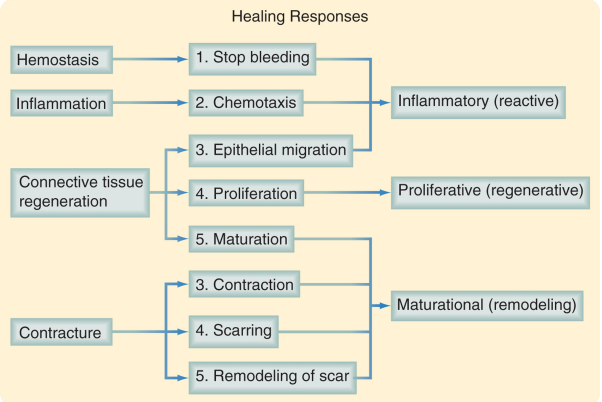 Healing Responses
Hemostasis
1. Stop bleeding
Inflammation
2. Chemotaxis
Inflammatory (reactive)
3. Epithelial migration
Connective tissue
regeneration
4. Proliferation
Proliferative (regenerative)
5. Maturation
3. Contraction
Maturational (remodeling)
Contracture
4. Scarring
5. Remodeling of scar